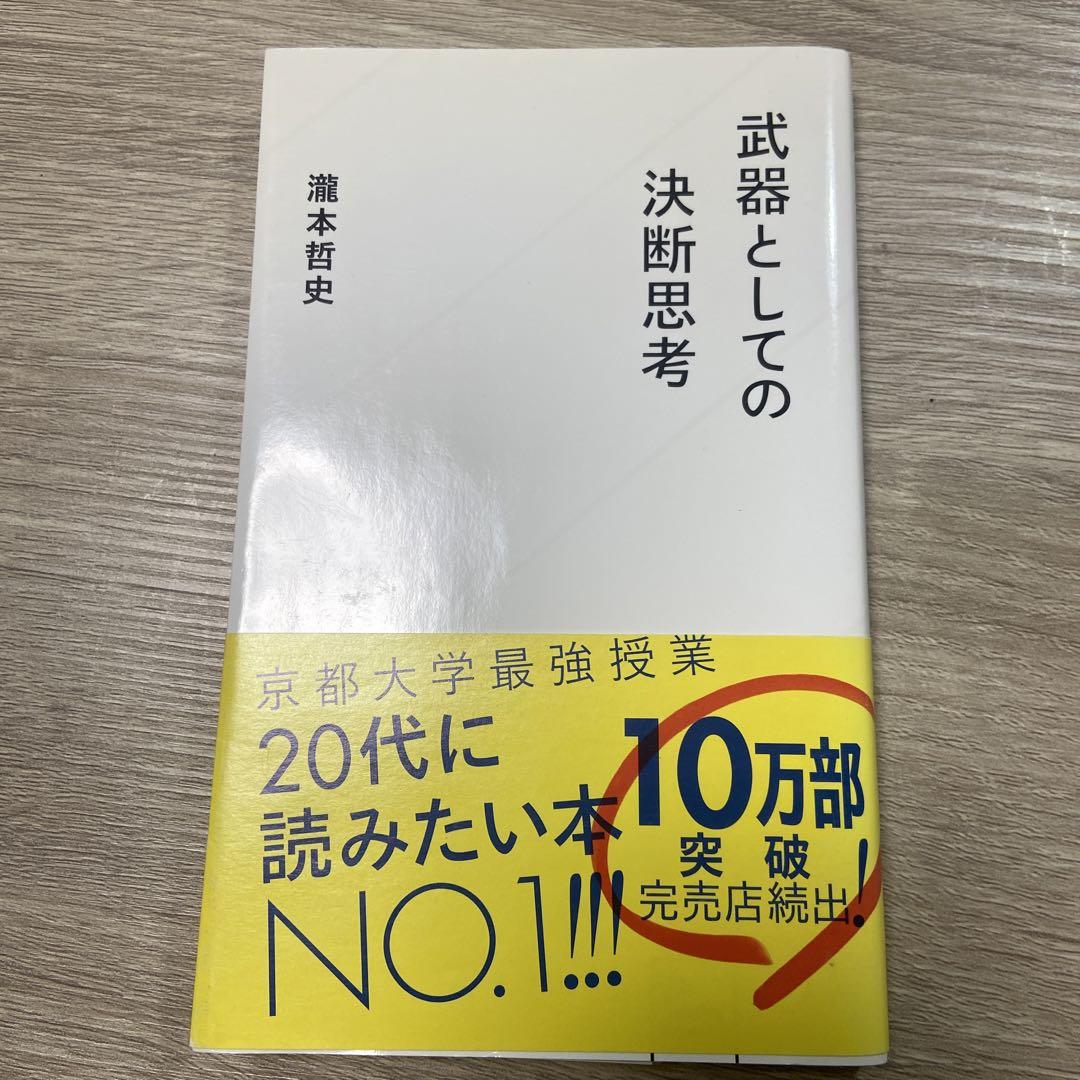 武器としての
決断思考
瀧本哲史
京都大学最強授業
20代に
読みたい本
NO.1!!!
10万部
突破
完売店続出!